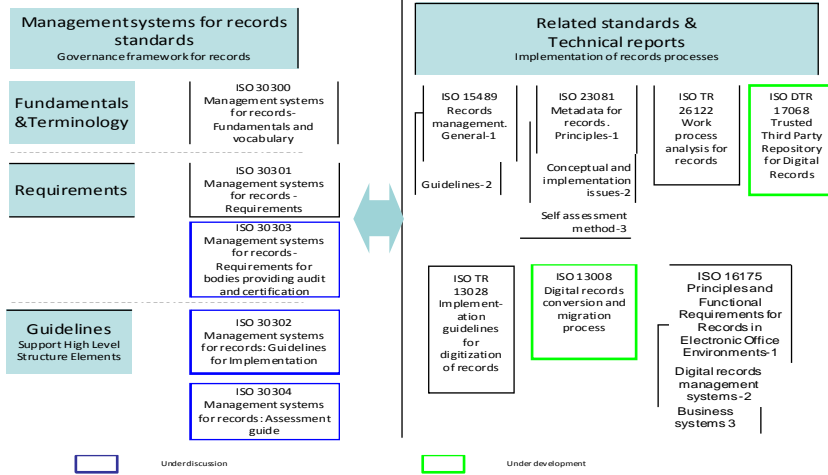 Management systems for records
standards
Governance framework for records
Related standards &
Technical reports
Implementation of records processes
Fundamentals
&Terminology
ISO 30300
Management systems
for records-
Fundamentals and
vocabulary
Requirements
ISO 30301
Management systems
for records -
Requirements
ISO 30303
Management systems
for records-
Requirements for
bodies providing audit
and certification
Guidelines
Support High Level
Structure Elements
ISO 30302
Management systems
for records: Guidelines
for Implementation
ISO 30304
Management systems
for records: Assessment
guide
ISO 15489
Records
management.
General-1
Guidelines-2
ISO 23081
Metadata for
records.
Principles-1
Conceptual and
implementation
issues-2
Self assessment
method-3
ISO TR
26122
Work
process
analysis for
records
ISO DTR
17068
Trusted
Third Party
Repository
for Digital
Records
ISO TR
13028
Implement-
ation
guidelines
for
digitization
of records
ISO 13008
Digital records
conversion and
migration
process
ISO 16175
Principles and
Functional
Requirements for
Records in
Electronic Office
Environments-1
Digital records
management
systems-2
Business
systems 3
Under discussion
Under development